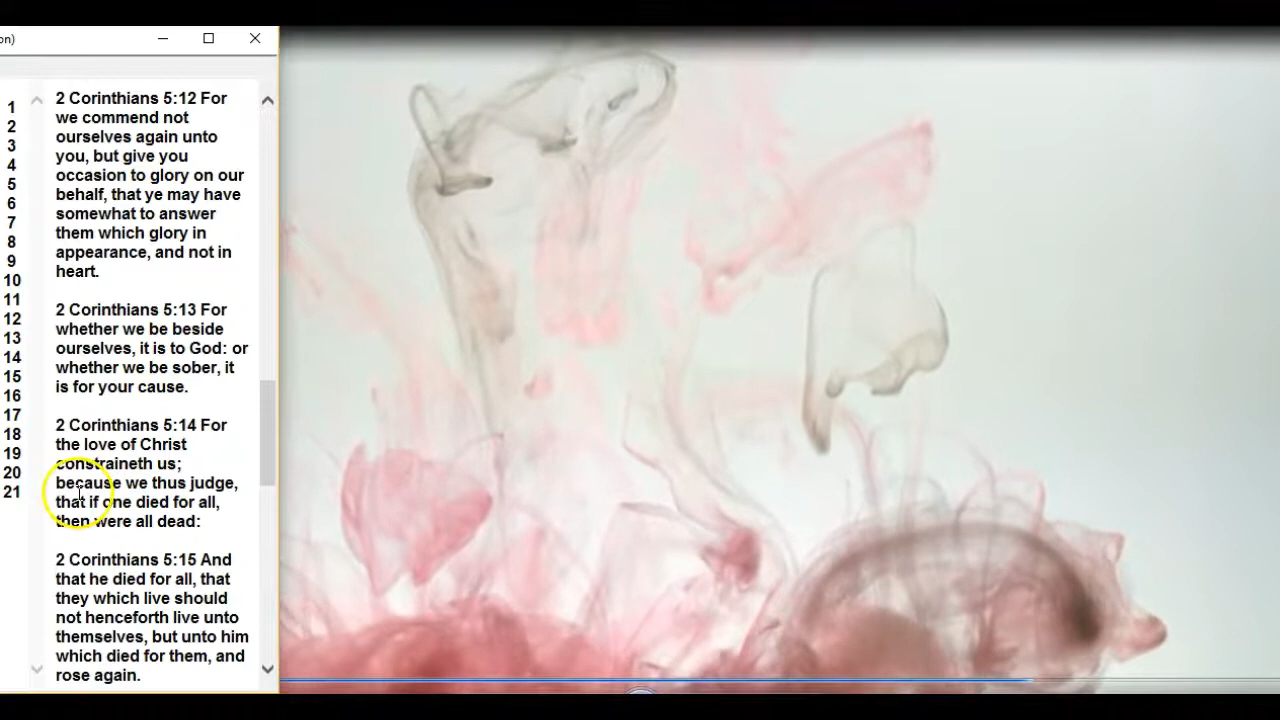 on)
1
2
3
4
5
6
7
8
9
10
11
12
13
14
15
16
17
18
19
20
21
2 Corinthians 5:12 For
we commend not
ourselves again unto
you, but give you
occasion to glory on our
behalf, that ye may have
somewhat to answer
them which glory in
appearance, and not in
heart.
2 Corinthians 5:13 For
whether we be beside
ourselves, it is to God: or
whether we be sober, it
is for your cause.
2 Corinthians 5:14 For
the love of Christ
constraineth us;
because we thus judge,
that if one died for all,
then were all dead:
2 Corinthians 5:15 And
that he died for all, that
they which live should
not henceforth live unto
themselves, but unto him
which died for them, and
rose again.